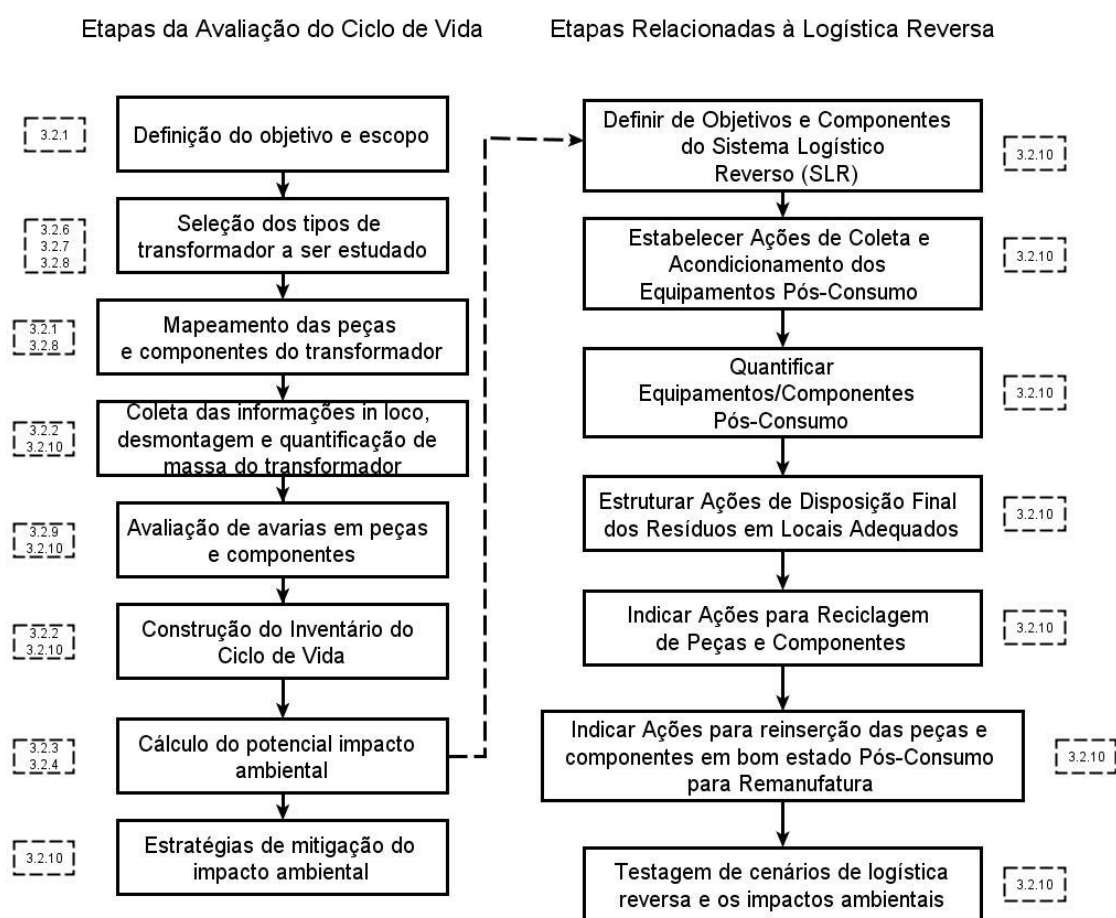 Etapas da Avaliação do Ciclo de Vida
3.2.1
Definição do objetivo e escopo
3.2.6
3.2.7
3.2.8
Seleção dos tipos de
transformador a ser estudado
3.2.1
3.2.8
Mapeamento das peças
e componentes do transformador
3.2.2
3.2.10
Coleta das informações in loco,
desmontagem e quantificação de
massa do transformador
3.2.9
3.2.10
Avaliação de avarias em peças
e componentes
3.2.2
3.2.10
Construção do Inventário do
Ciclo de Vida
3.2.3
3.2.4
Cálculo do potencial impacto
ambiental
3.2.10
Estratégias de mitigação do
impacto ambiental
Etapas Relacionadas à Logística Reversa
Definir de Objetivos e Componentes
do Sistema Logístico
Reverso (SLR)
3.2.10
Estabelecer Ações de Coleta e
Acondicionamento dos
Equipamentos Pós-Consumo
3.2.10
Quantificar
Equipamentos/Componentes
Pós-Consumo
3.2.10
Estruturar Ações de Disposição Final
dos Resíduos em Locais Adequados
3.2.10
Indicar Ações para Reciclagem
de Peças e Componentes
3.2.10
Indicar Ações para reinserção das peças e
componentes em bom estado Pós-Consumo
para Remanufatura
3.2.10
Testagem de cenários de logística
reversa e os impactos ambientais
3.2.10